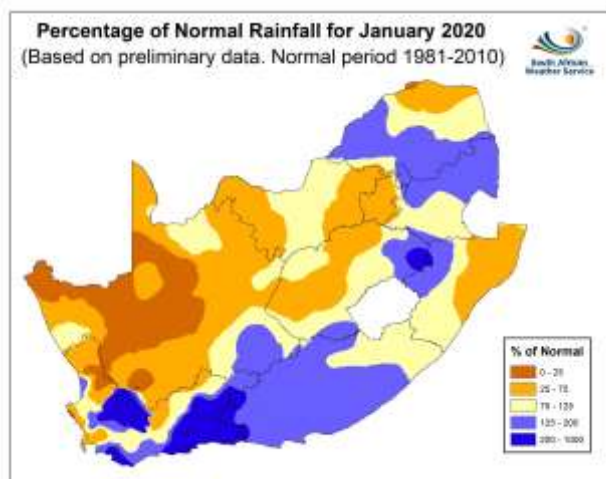 Percentage of Normal Rainfall for January 2020
(Based on preliminary data. Normal period 1981-2010)
South African
Weather Service
% of Normal
0 - 25
25 - 75
75 - 125
125 - 200
200 - 1000